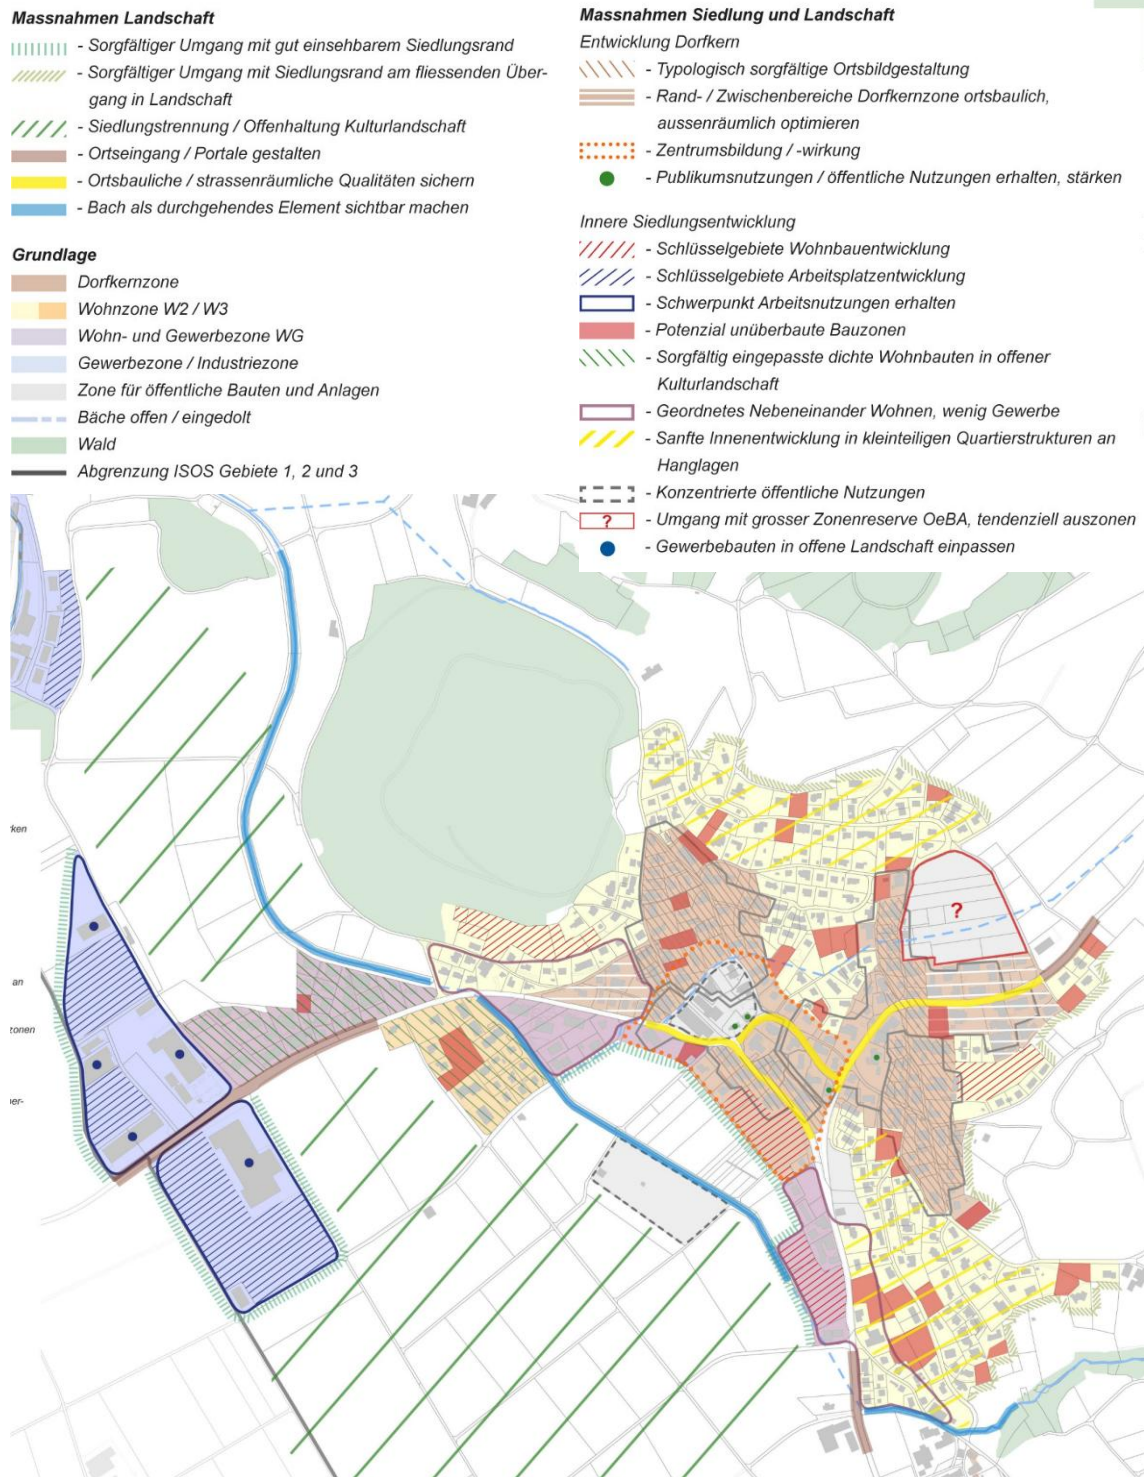 Massnahmen Landschaft
- Sorgfältiger Umgang mit gut einsehbarem Siedlungsrand
- Sorgfältiger Umgang mit Siedlungsrand am fliessenden Über-
gang in Landschaft
- Siedlungstrennung / Offenhaltung Kulturlandschaft
- Ortseingang / Portale gestalten
- Ortsbauliche / strassenräumliche Qualitäten sichern
- Bach als durchgehendes Element sichtbar machen
Grundlage
Dorfkernzone
Wohnzone W2 / W3
Wohn- und Gewerbezone WG
Gewerbezone / Industriezone
Zone für öffentliche Bauten und Anlagen
Bäche offen / eingedolt
Wald
Abgrenzung ISOS Gebiete 1, 2 und 3
Massnahmen Siedlung und Landschaft
Entwicklung Dorfkern
- Typologisch sorgfältige Ortsbildgestaltung
- Rand- / Zwischenbereiche Dorfkernzone ortsbaulich,
aussenräumlich optimieren
- Zentrumsbildung / -wirkung
- Publikumsnutzungen / öffentliche Nutzungen erhalten, stärken
Innere Siedlungsentwicklung
- Schlüsselgebiete Wohnbauentwicklung
- Schlüsselgebiete Arbeitsplatzentwicklung
- Schwerpunkt Arbeitsnutzungen erhalten
- Potenzial unüberbaute Bauzonen
- Sorgfältig eingepasste dichte Wohnbauten in offener
Kulturlandschaft
- Geordnetes Nebeneinander Wohnen, wenig Gewerbe
- Sanfte Innenentwicklung in kleinteiligen Quartierstrukturen an
Hanglagen
- Konzentrierte öffentliche Nutzungen
? - Umgang mit grosser Zonenreserve OeBA, tendenziell auszonen
- Gewerbebauten in offene Landschaft einpassen
rken
?
an
zonen
er-